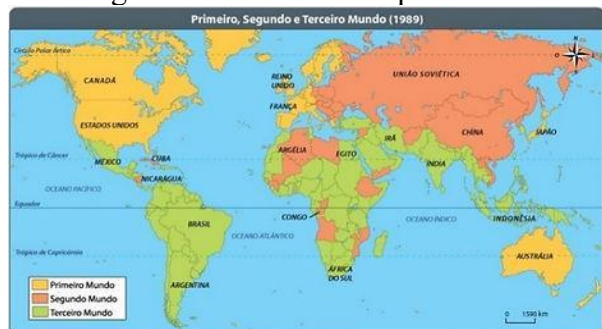 Primeiro, Segundo e Terceiro Mundo (1989)
Círculo Polar Ártico
N
O
CANADÁ
REINO
UNIDO
UNIÃO SOVIÉTICA
FRANÇA
ESTADOS UNIDOS
CHINA
JAPÃO
IRÃ
ARGÉLIA
EGITO
Trópico de Câncer
MÉXICO
CUBA
ÍNDIA
NICARÁGUA
OCEANO PACÍFICO
Equador
CONGO
OCEANO ÍNDICO
INDONÉSIA
BRASIL
OCEANO ATLÂNTICO
Trópico de Capricórnio
AUSTRÁLIA
ÁFRICA
DO SUL
ARGENTINA
Primeiro Mundo
Segundo Mundo
Terceiro Mundo
0 1590 km